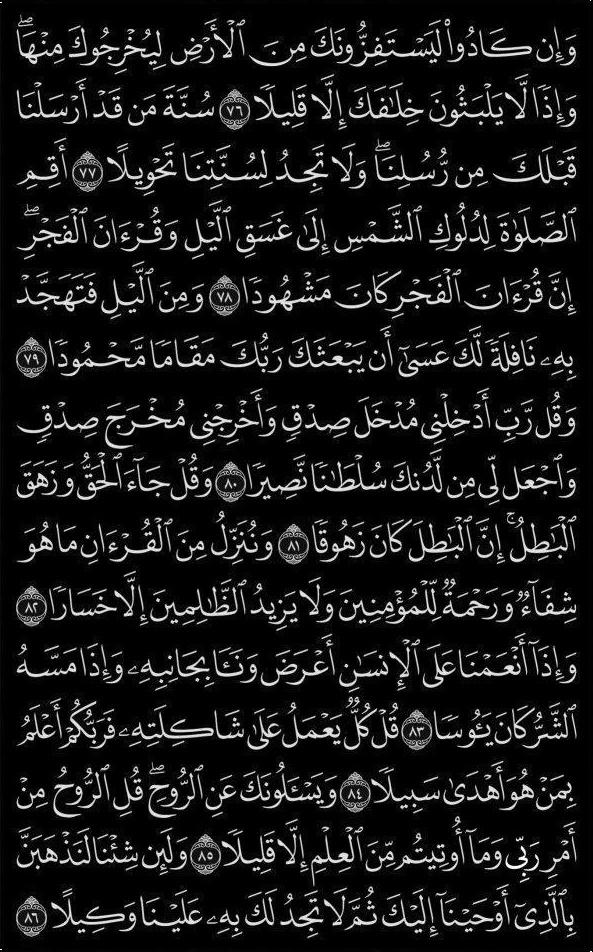 وَإِن كَادُوا۟ لَيَسْتَفِزُّونَكَ مِنَ ٱلْأَرْضِ لِيُخْرِجُوكَ مِنْهَا ۖ
وَإِذًا لَّا يَلْبَثُونَ خِلَـٰفَكَ إِلَّا قَلِيلًا ٧٦ سُنَّةَ مَن قَدْ أَرْسَلْنَا
قَبْلَكَ مِن رُّسُلِنَا ۖ وَلَا تَجِدُ لِسُنَّتِنَا تَحْوِيلًا ٧٧ أَقِمِ
ٱلصَّلَوٰةَ لِدُلُوكِ ٱلشَّمْسِ إِلَىٰ غَسَقِ ٱلَّيْلِ وَقُرْءَانَ ٱلْفَجْرِ ۖ
إِنَّ قُرْءَانَ ٱلْفَجْرِ كَانَ مَشْهُودًا ٧٨ وَمِنَ ٱلَّيْلِ فَتَهَجَّدْ
بِهِۦ نَافِلَةً لَّكَ عَسَىٰٓ أَن يَبْعَثَكَ رَبُّكَ مَقَامًا مَّحْمُودًا ٧٩
وَقُل رَّبِّ أَدْخِلْنِى مُدْخَلَ صِدْقٍ وَأَخْرِجْنِى مُخْرَجَ صِدْقٍ
وَٱجْعَل لِّى مِن لَّدُنكَ سُلْطَـٰنًا نَّصِيرًا ٨٠ وَقُلْ جَآءَ ٱلْحَقُّ وَزَهَقَ
ٱلْبَـٰطِلُ ۚ إِنَّ ٱلْبَـٰطِلَ كَانَ زَهُوقًا ٨١ وَنُنَزِّلُ مِنَ ٱلْقُرْءَانِ مَا هُوَ
شِفَآءٌ وَرَحْمَةٌ لِّلْمُؤْمِنِينَ وَلَا يَزِيدُ ٱلظَّـٰلِمِينَ إِلَّا خَسَارًا ٨٢
وَإِذَآ أَنْعَمْنَا عَلَى ٱلْإِنسَـٰنِ أَعْرَضَ وَنَـَٔا بِجَانِبِهِۦ وَإِذَا مَسَّهُ
ٱلشَّرُّ كَانَ يَـُٔوسًا ٨٣ قُلْ كُلٌّ يَعْمَلُ عَلَىٰ شَاكِلَتِهِۦ فَرَبُّكُمْ أَعْلَمُ
بِمَنْ هُوَ أَهْدَىٰ سَبِيلًا ٨٤ وَيَسْـَٔلُونَكَ عَنِ ٱلرُّوحِ ۖ قُلِ ٱلرُّوحُ مِنْ
أَمْرِ رَبِّى وَمَآ أُوتِيتُم مِّنَ ٱلْعِلْمِ إِلَّا قَلِيلًا ٨٥ وَلَئِن شِئْنَا لَنَذْهَبَنَّ
بِٱلَّذِىٓ أَوْحَيْنَآ إِلَيْكَ ثُمَّ لَا تَجِدُ لَكَ بِهِۦ عَلَيْنَا وَكِيلًا ٨٦